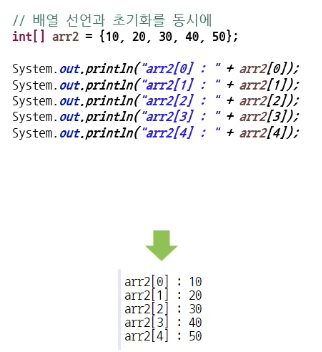 // 배열 선언과 초기화를 동시에
int[] arr2 = {10, 20, 30, 40, 50};
System.out.println("arr2[0] : " + arr2[0]);
System.out.println("arr2[1] : " + arr2[1]);
System.out.println("arr2[2] : " + arr2[2]);
System.out.println("arr2[3] : " + arr2[3]);
System.out.println("arr2[4] : " + arr2[4]);
arr2[0] : 10
arr2[1] : 20
arr2[2] : 30
arr2[3] : 40
arr2[4] : 50